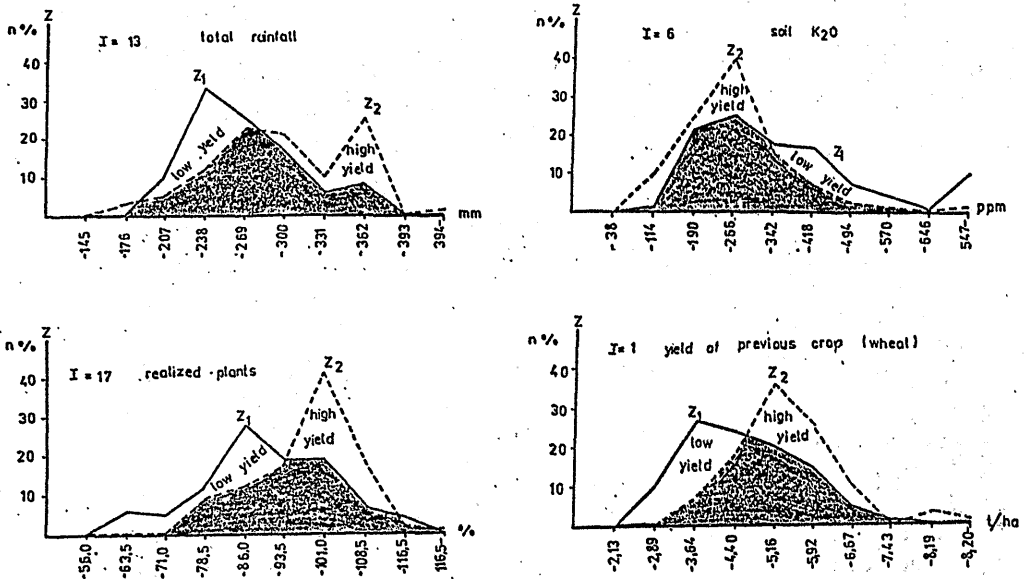 Z
n%
I = 13 total rainfall
40
30
20
10
Z1
Z2
low yield
high
yield
mm
-145
-176
-207
-238
-269
-300
-331
-362
-393
394-
Z
n%
I = 6 soil K2O
40
30
20
10
Z2
high
yield
Z1
low yield
ppm
-38
-114
-190
-266
-342
-418
-494
-570
-646
547-
Z
n%
I = 17 realized plants
40
30
20
10
Z1
Z2
high
yield
low yield
%
-56,0
-63,5
-71,0
-78,5
-86,0
-93,5
-101,0
-108,5
-116,5
116,5-
Z
n%
I=1 yield of previous crop (wheat)
40
30
20
10
Z1
Z2
low
yield
high
yield
t/ha
-2,13
-2,89
-3,64
-4,40
-5,16
-5,92
-6,67
-7,43
-8,19
-8,20-